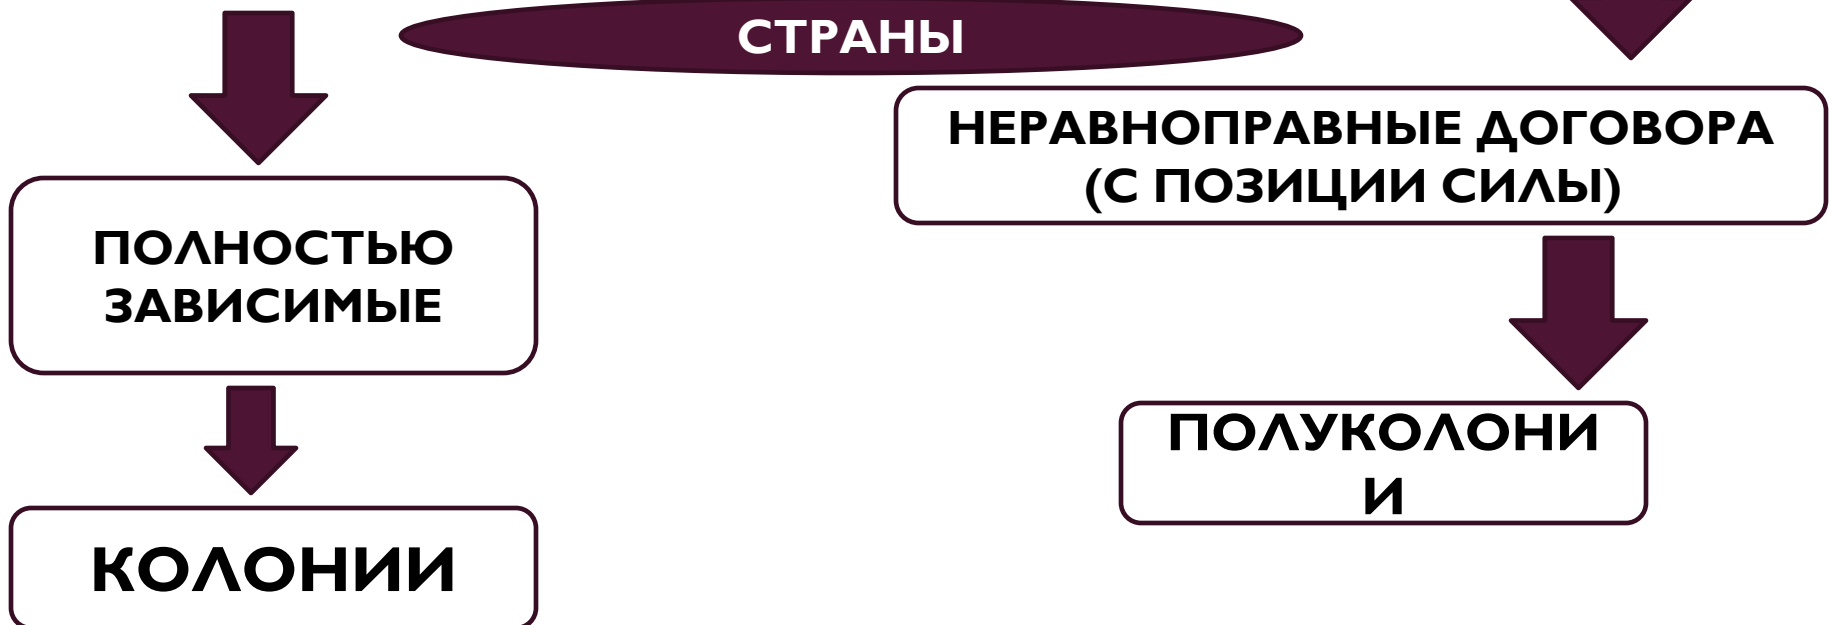 СТРАНЫ
НЕРАВНОПРАВНЫЕ ДОГОВОРА
(С ПОЗИЦИИ СИЛЫ)
ПОЛНОСТЬЮ
ЗАВИСИМЫЕ
ПОЛУКОЛОНИ
И
КОЛОНИИ